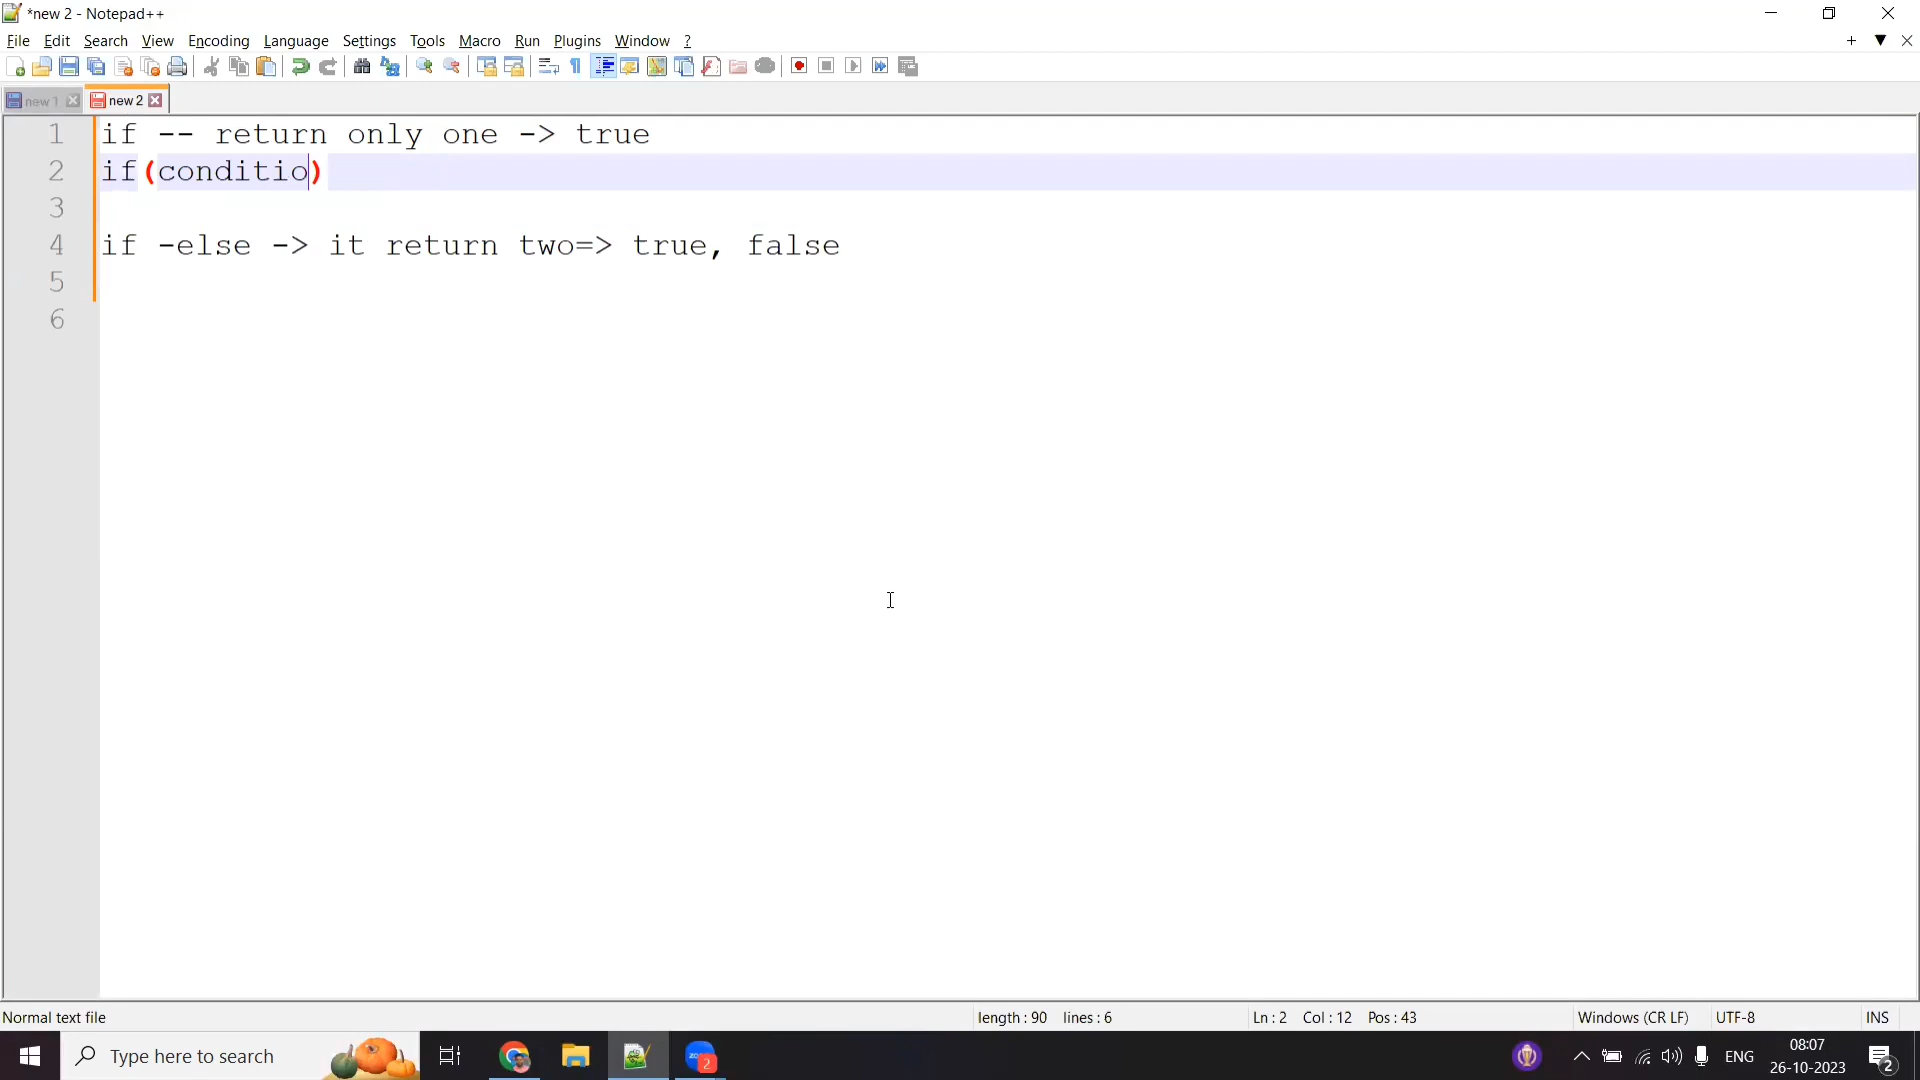 *new 2 - Notepad++
File Edit Search View Encoding Language Settings Tools Macro Run Plugins Window ?
new 1 new 2
1 if -- return only one -> true
2 if(conditio)
3
4 if -else -> it return two=> true, false
5
6
Normal text file length : 90 lines : 6 Ln : 2 Col : 12 Pos : 43 Windows (CR LF) UTF-8 INS
Type here to search zoom 2 ENG 08:07 2
26-10-2023